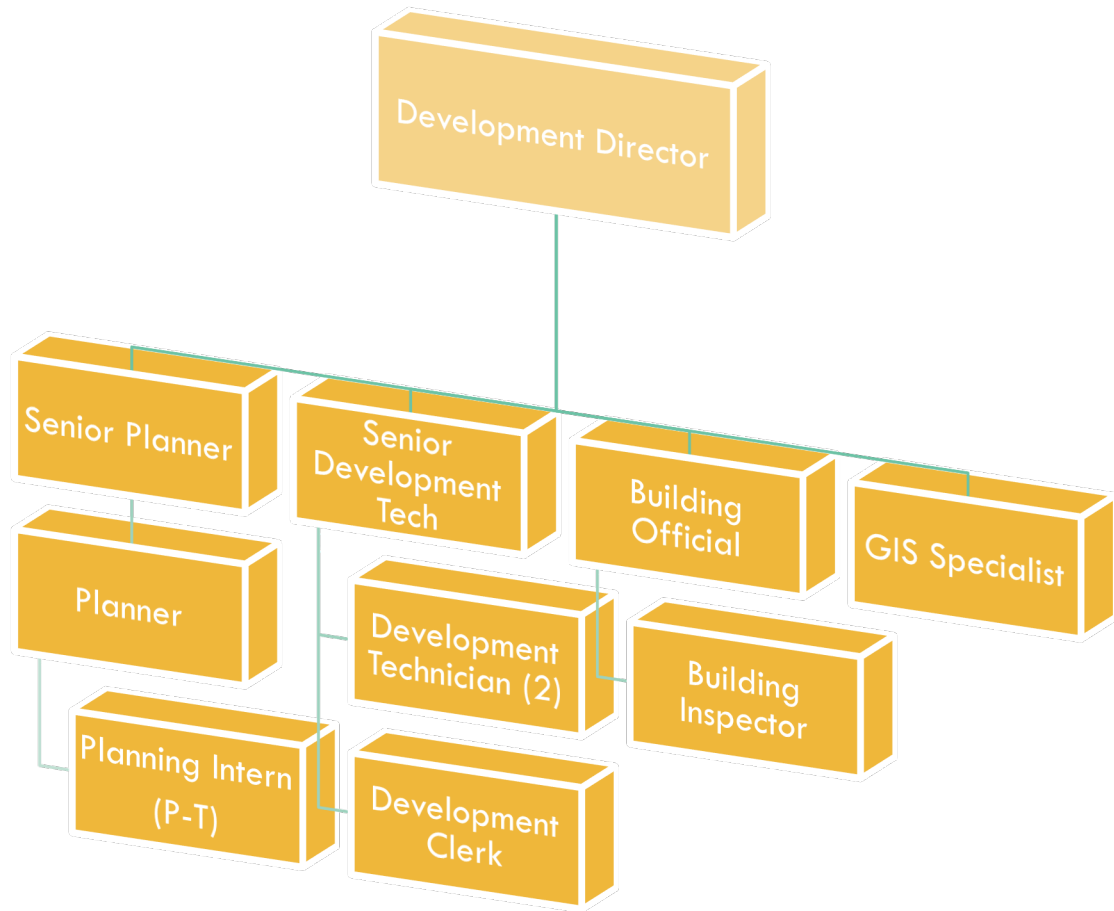 Development Director
Senior Planner
Senior
Development
Tech
Building
Official
GIS Specialist
Planner
Development
Technician (2)
Building
Inspector
Planning Intern
(P-T)
Development
Clerk